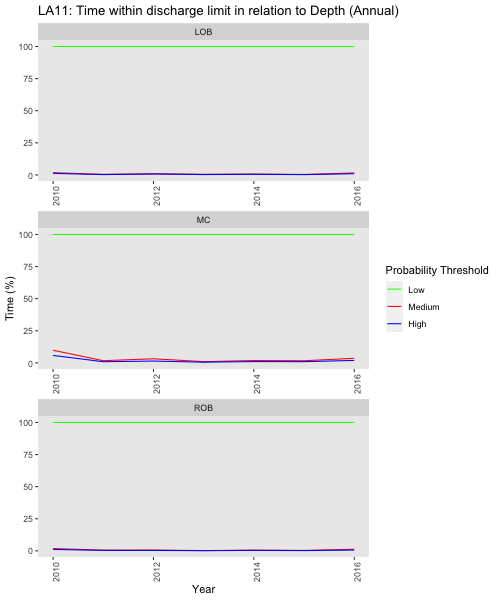 LA11: Time within discharge limit in relation to Depth (Annual)
LOB
100
75
50
25
0
2010
2012
2014
2016
MC
100
75
50
25
0
2010
2012
2014
2016
ROB
100
75
50
25
0
2010
2012
2014
2016
Time (%)
Year
Probability Threshold
Low
Medium
High